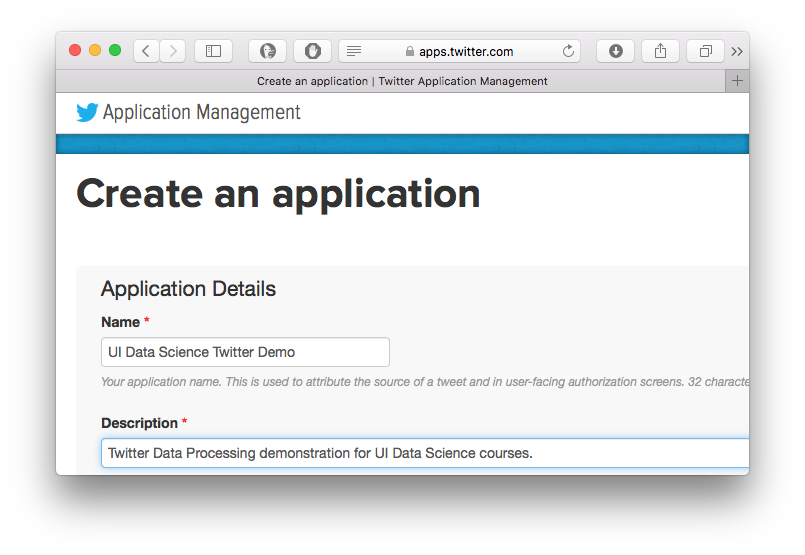 apps.twitter.com
Create an application | Twitter Application Management
Application Management
Create an application
Application Details
Name *
UI Data Science Twitter Demo
Your application name. This is used to attribute the source of a tweet and in user-facing authorization screens. 32 characte
Description *
Twitter Data Processing demonstration for UI Data Science courses.